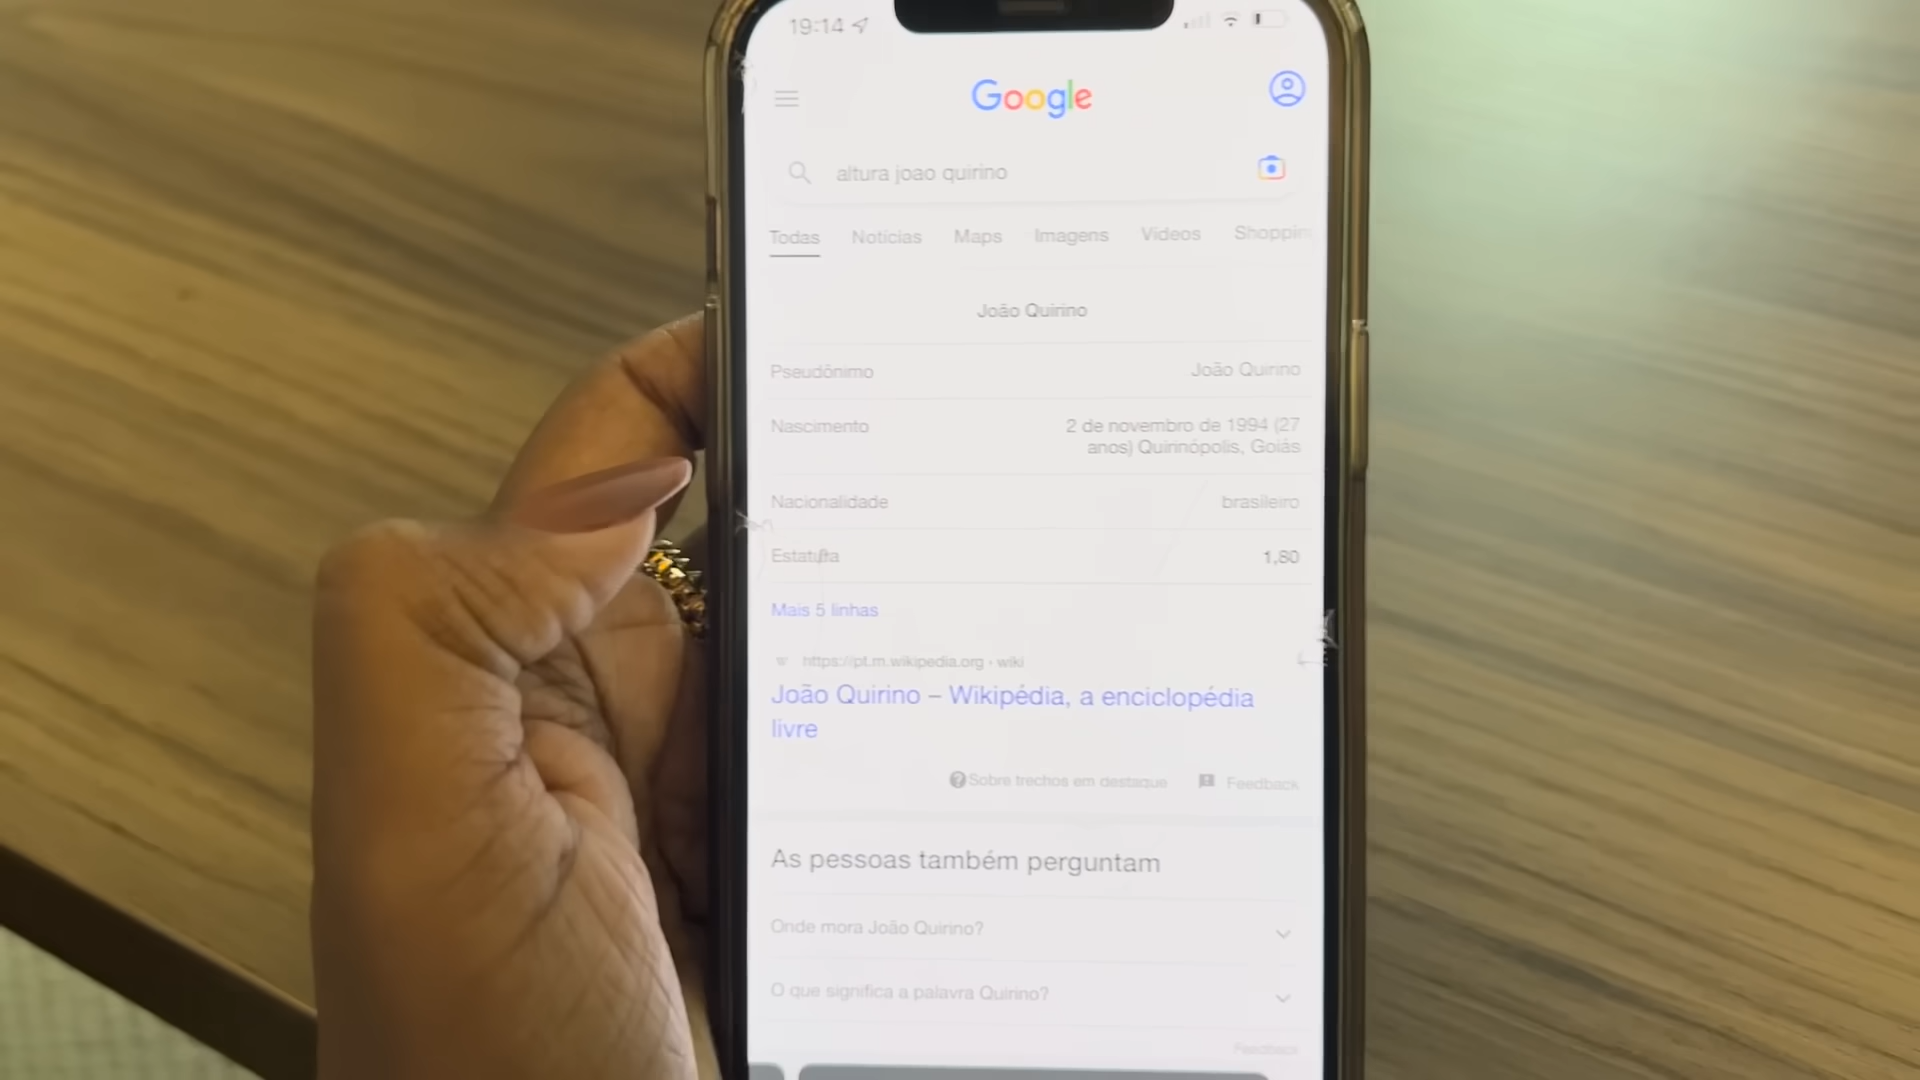 19:14
Google
altura joao quirino
Todas Notícias Maps Imagens Vídeos Shoppin
João Quirino
Pseudônimo João Quirino
Nascimento 2 de novembro de 1994 (27
anos) Quirinópolis, Goiás
Nacionalidade brasileiro
Estatura 1,80
Mais 5 linhas
W https://pt.m.wikipedia.org › wiki
João Quirino – Wikipédia, a enciclopédia
livre
Sobre trechos em destaque Feedback
As pessoas também perguntam
Onde mora João Quirino?
O que significa a palavra Quirino?
Feedback